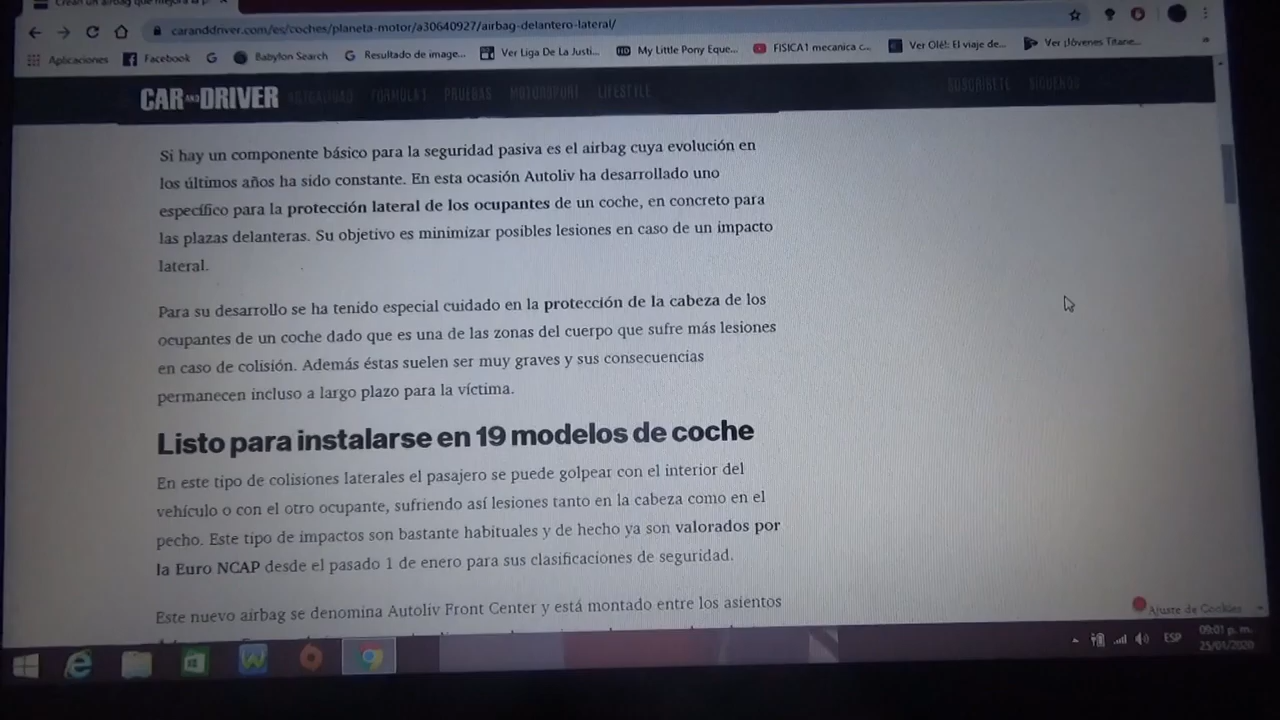 caranddriver.com/es/coches/planeta-motor/a30640927/airbag-delantero-lateral/
Aplicaciones Facebook Babylon Search Resultado de image... Ver Liga De La Justi... My Little Pony Eque... FISICA1 mecanica c... Ver Olé!: El viaje de... Ver ¡Jóvenes Titane...
CAR AND DRIVER ACTUALIDAD FORMULA1 PRUEBAS MOTORSPORT LIFESTYLE SUSCRÍBETE SÍGUENOS
Si hay un componente básico para la seguridad pasiva es el airbag cuya evolución en
los últimos años ha sido constante. En esta ocasión Autoliv ha desarrollado uno
específico para la protección lateral de los ocupantes de un coche, en concreto para
las plazas delanteras. Su objetivo es minimizar posibles lesiones en caso de un impacto
lateral.
Para su desarrollo se ha tenido especial cuidado en la protección de la cabeza de los
ocupantes de un coche dado que es una de las zonas del cuerpo que sufre más lesiones
en caso de colisión. Además éstas suelen ser muy graves y sus consecuencias
permanecen incluso a largo plazo para la víctima.
Listo para instalarse en 19 modelos de coche
En este tipo de colisiones laterales el pasajero se puede golpear con el interior del
vehículo o con el otro ocupante, sufriendo así lesiones tanto en la cabeza como en el
pecho. Este tipo de impactos son bastante habituales y de hecho ya son valorados por
la Euro NCAP desde el pasado 1 de enero para sus clasificaciones de seguridad.
Este nuevo airbag se denomina Autoliv Front Center y está montado entre los asientos
Ajuste de Cookies
ESP 09:01 p. m.
25/01/2020